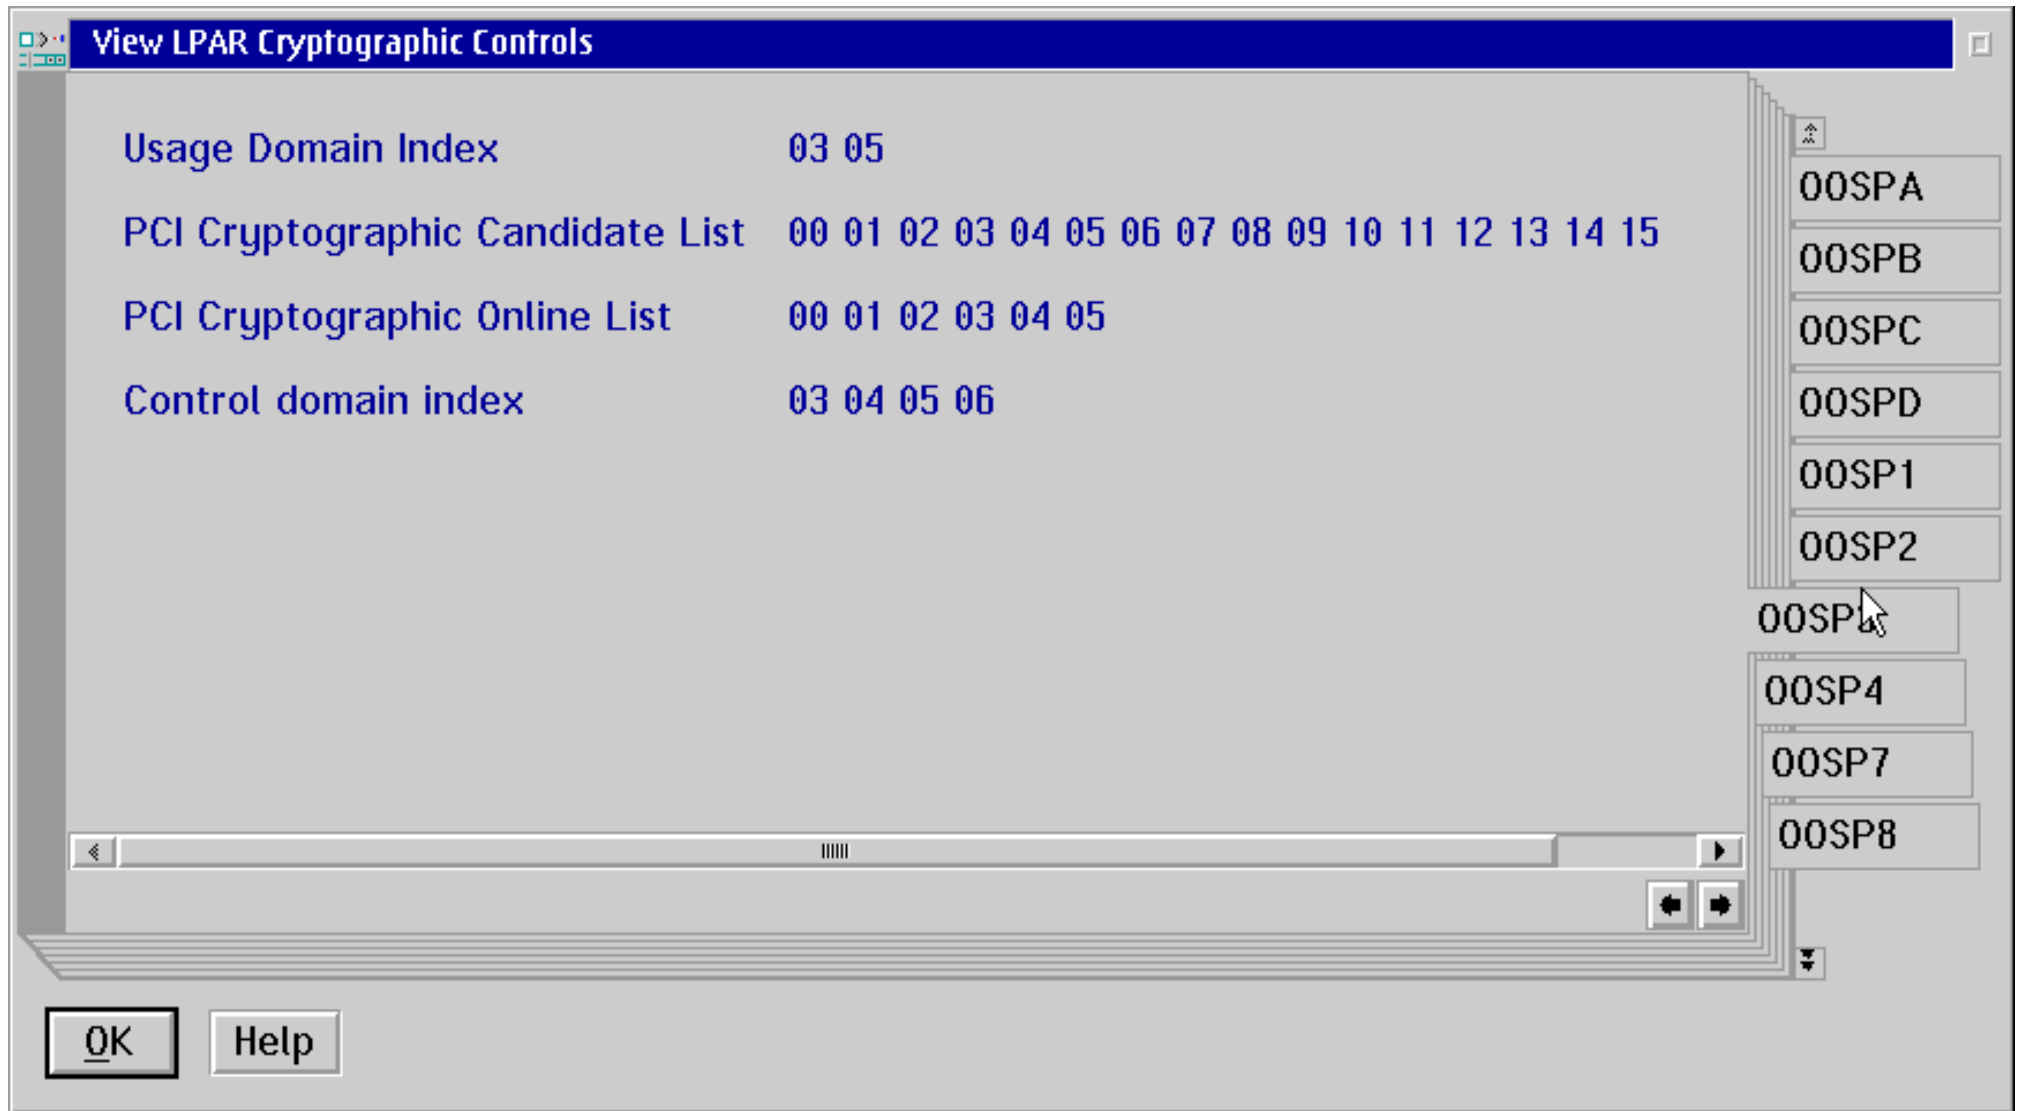 View LPAR Cryptographic Controls
Usage Domain Index 03 05
PCI Cryptographic Candidate List 00 01 02 03 04 05 06 07 08 09 10 11 12 13 14 15
PCI Cryptographic Online List 00 01 02 03 04 05
Control domain index 03 04 05 06
OOSPA
OOSPB
OOSPC
OOSPD
OOSP1
OOSP2
OOSP4
OOSP7
OOSP8
OK Help